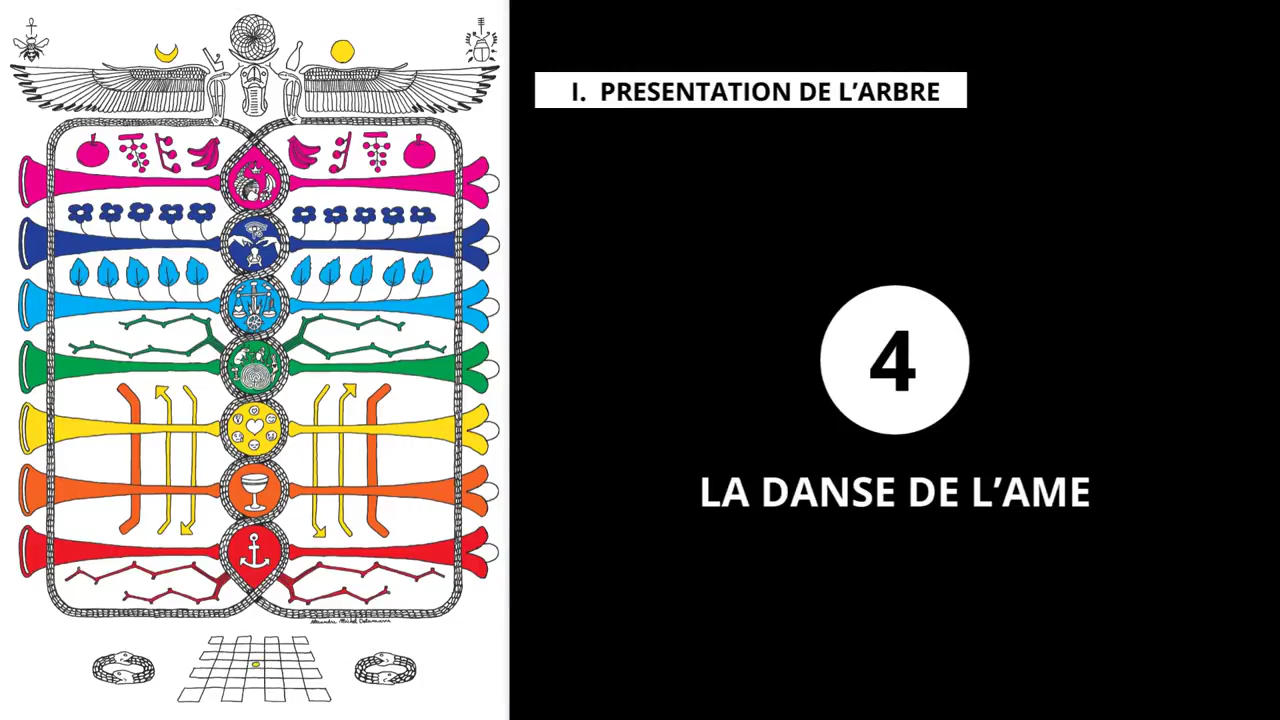 I. PRESENTATION DE L’ARBRE
4
LA DANSE DE L’AME